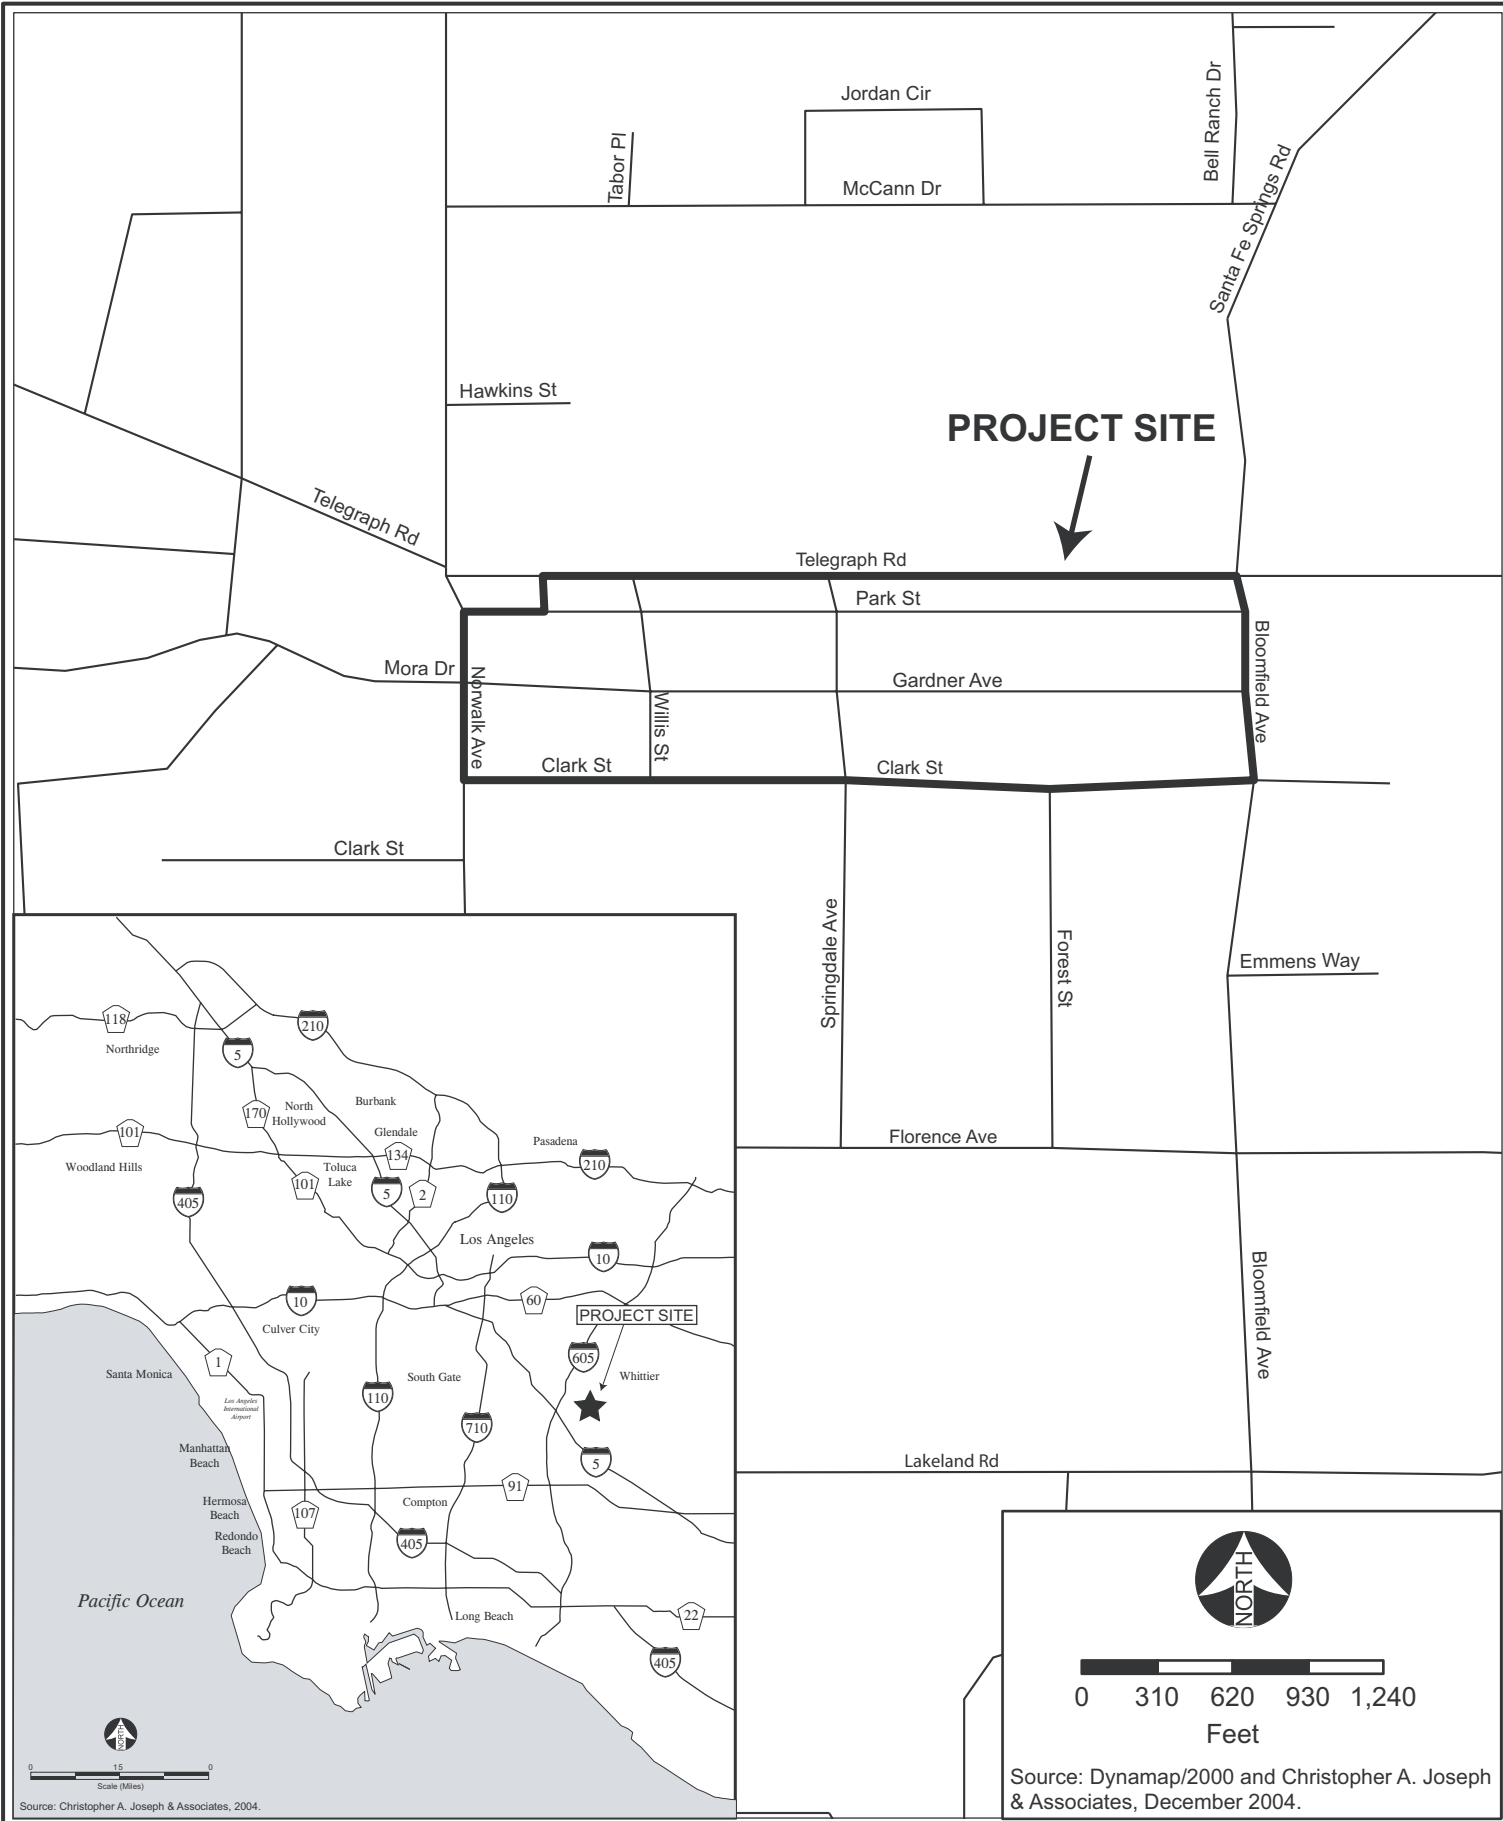 Jordan Cir
Bell Ranch Dr
Tabor Pl
McCann Dr
Santa Fe Springs Rd
Hawkins St
PROJECT SITE
Telegraph Rd
Telegraph Rd
Park St
Mora Dr
Norwalk Ave
Gardner Ave
Bloomfield Ave
Willis St
Clark St
Clark St
Clark St
Springdale Ave
Forest St
Emmens Way
Florence Ave
Bloomfield Ave
Lakeland Rd
118
210
Northridge
5
170
North
Hollywood
Burbank
101
Glendale
134
Pasadena
210
Woodland Hills
Toluca
Lake
101
5
2
110
405
Los Angeles
10
10
60
PROJECT SITE
Culver City
605
1
Santa Monica
South Gate
Whittier
Los Angeles
International
Airport
110
710
Manhattan
Beach
5
91
Hermosa
Beach
107
Compton
Redondo
Beach
405
Pacific Ocean
Long Beach
22
405
NORTH
0 15 0
Scale (Miles)
Source: Christopher A. Joseph & Associates, 2004.
NORTH
0 310 620 930 1,240
Feet
Source: Dynamap/2000 and Christopher A. Joseph
& Associates, December 2004.